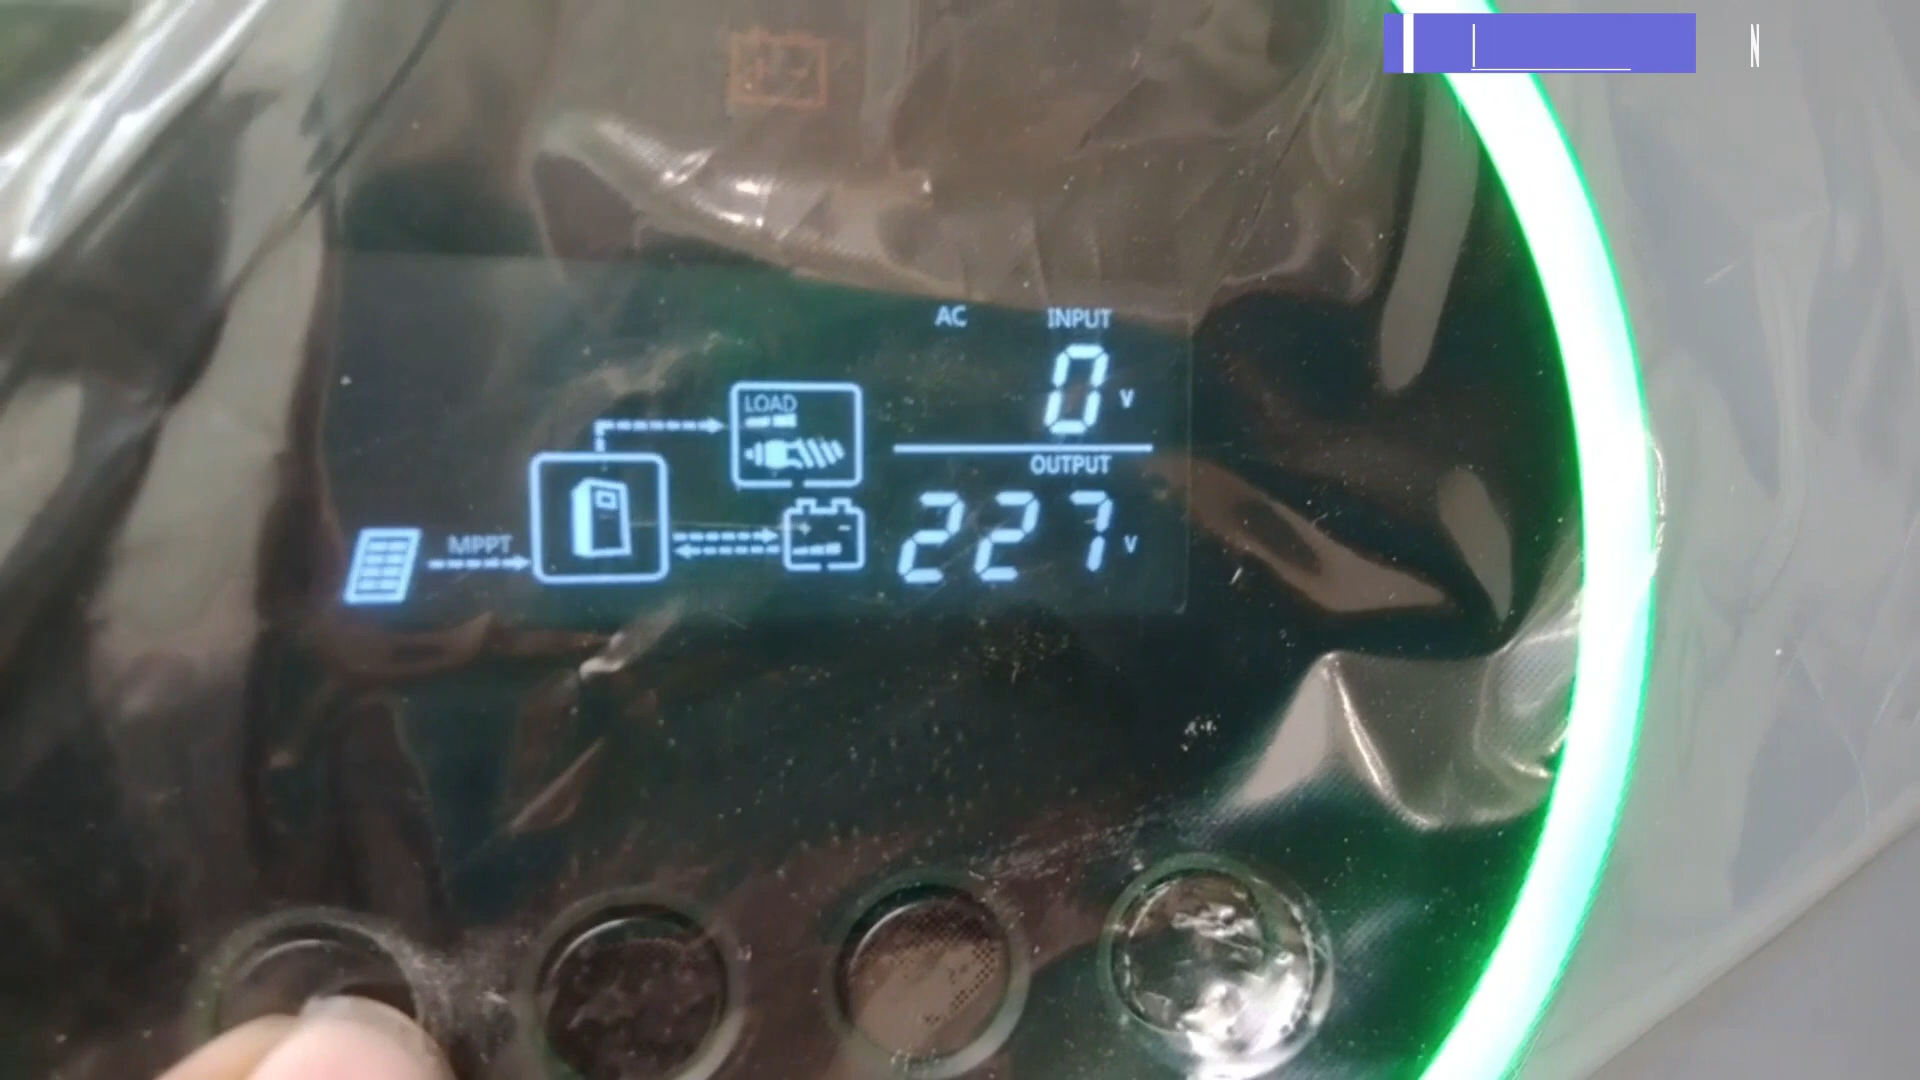 AC INPUT
0 V
LOAD
OUTPUT
227 V
MPPT
N